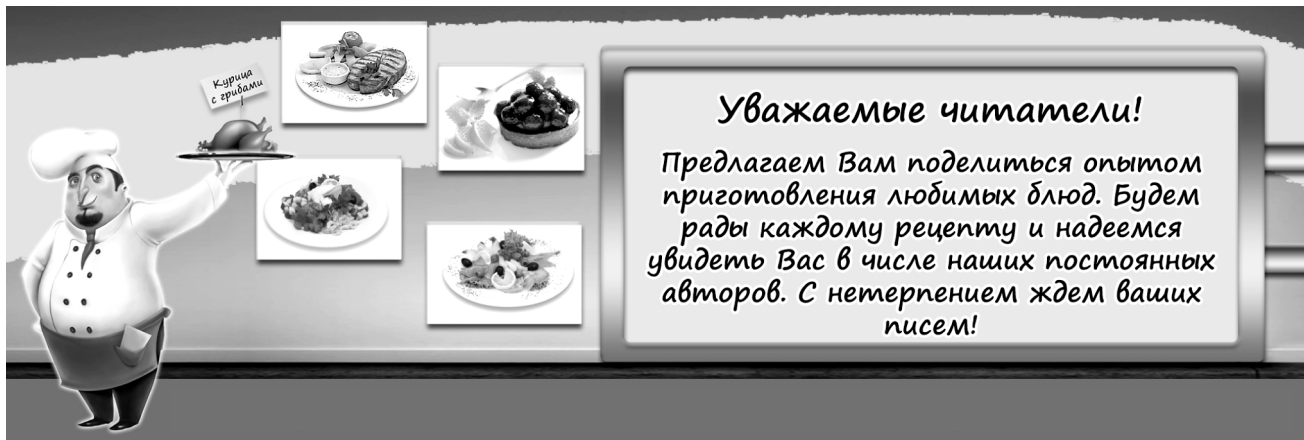 Курица
с грибами
Уважаемые читатели!
Предлагаем Вам поделиться опытом
приготовления любимых блюд. Будем
рады каждому рецепту и надеемся
увидеть Вас в числе наших постоянных
авторов. С нетерпением ждем ваших
писем!